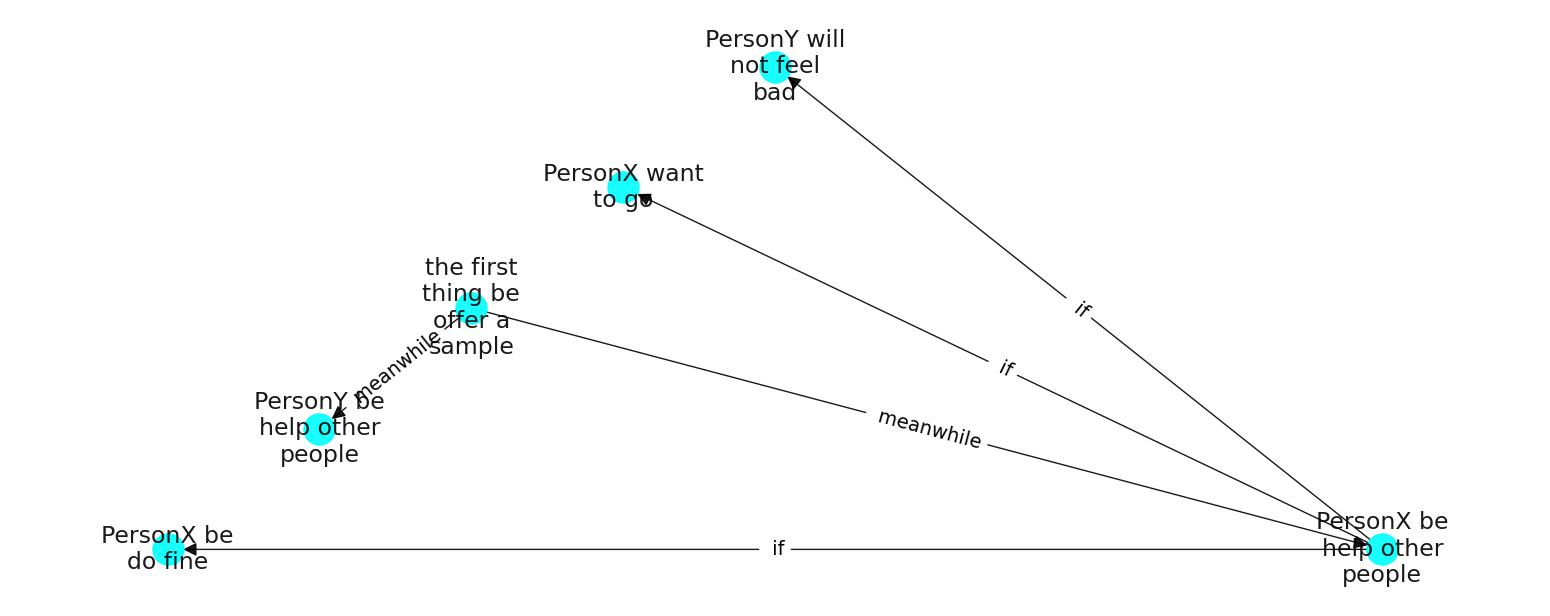 PersonY will
not feel
bad
PersonX want
to go
the first
thing be
offer a
sample
if
if
meanwhile
meanwhile
PersonY be
help other
people
PersonX be
do fine
if
PersonX be
help other
people